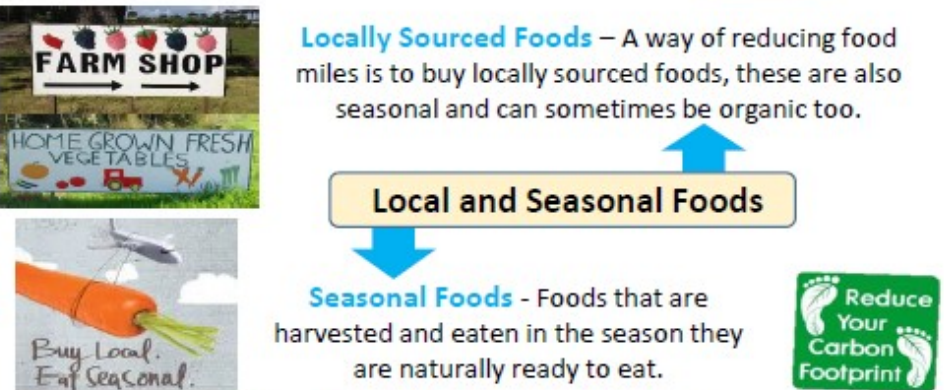 FARM SHOP
HOME GROWN FRESH
VEGETABLES
Buy Local.
Eat Seasonal.
Locally Sourced Foods – A way of reducing food
miles is to buy locally sourced foods, these are also
seasonal and can sometimes be organic too.
Local and Seasonal Foods
Seasonal Foods - Foods that are
harvested and eaten in the season they
are naturally ready to eat.
Reduce
Your
Carbon
Footprint